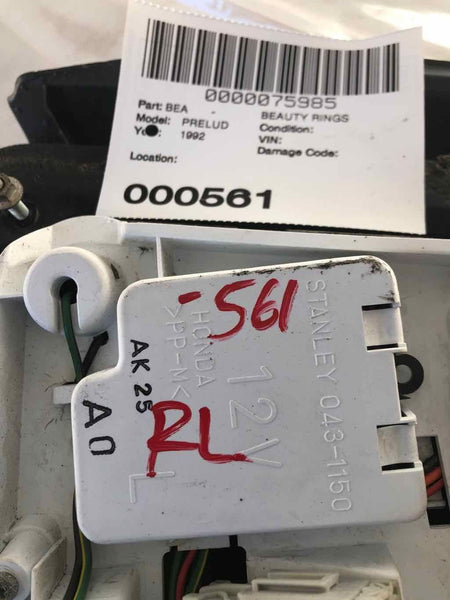 0000075985
Part: BEA BEAUTY RINGS
Model: PRELUD Condition:
1992 VIN:
Damage Code:
Location:
000561
-561
STANLEY 043-1150
12V
HONDA
>PP-M<
L
RL
AK 25
A0